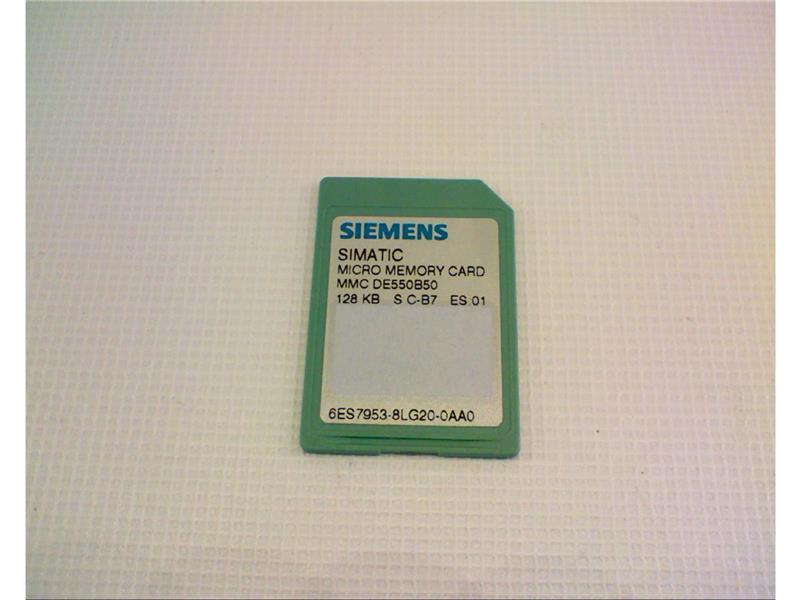 SIEMENS
SIMATIC
MICRO MEMORY CARD
MMC DE550B50
128 KB S C-B7 ES 01
6ES7953-8LG20-0AA0